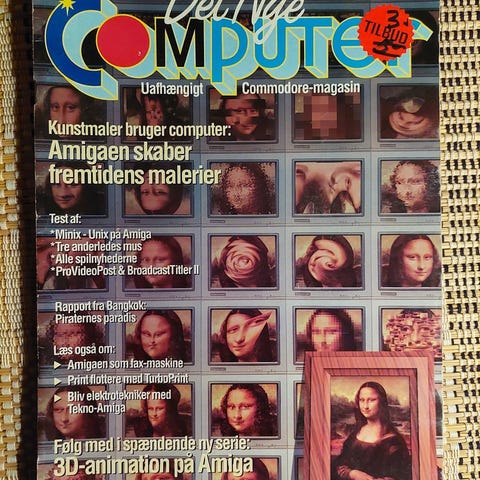 Det Nye
COMPUTER
TILBUD
Uafhængigt Commodore-magasin
Kunstmaler bruger computer:
Amigaen skaber
fremtidens malerier
Test af:
*Minix - Unix på Amiga
*Tre anderledes mus
*Alle spilnyhederne
*ProVideoPost & BroadcastTitler II
Rapport fra Bangkok:
Piraternes paradis
Læs også om:
Amigaen som fax-maskine
Print flottere med TurboPrint
Bliv elektrotekniker med
Tekno-Amiga
Følg med i spændende ny serie:
3D-animation på Amiga